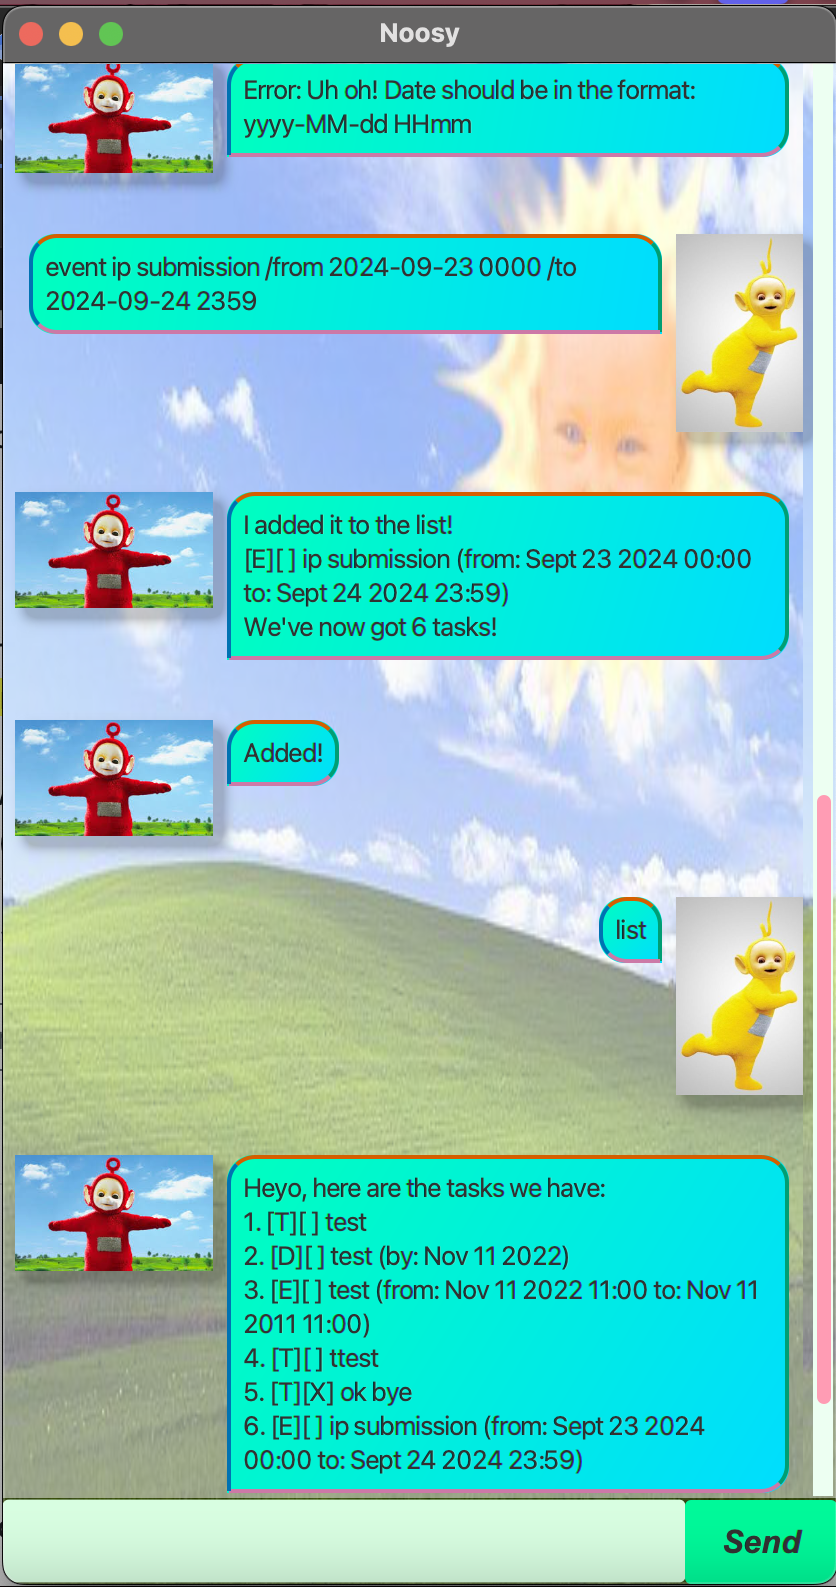 Noosy
Error: Uh oh! Date should be in the format:
yyyy-MM-dd HHmm
event ip submission /from 2024-09-23 0000 /to
2024-09-24 2359
I added it to the list!
[E][ ] ip submission (from: Sept 23 2024 00:00
to: Sept 24 2024 23:59)
We've now got 6 tasks!
Added!
list
Heyo, here are the tasks we have:
1. [T][ ] test
2. [D][ ] test (by: Nov 11 2022)
3. [E][ ] test (from: Nov 11 2022 11:00 to: Nov 11
2011 11:00)
4. [T][ ] ttest
5. [T][X] ok bye
6. [E][ ] ip submission (from: Sept 23 2024
00:00 to: Sept 24 2024 23:59)
Send